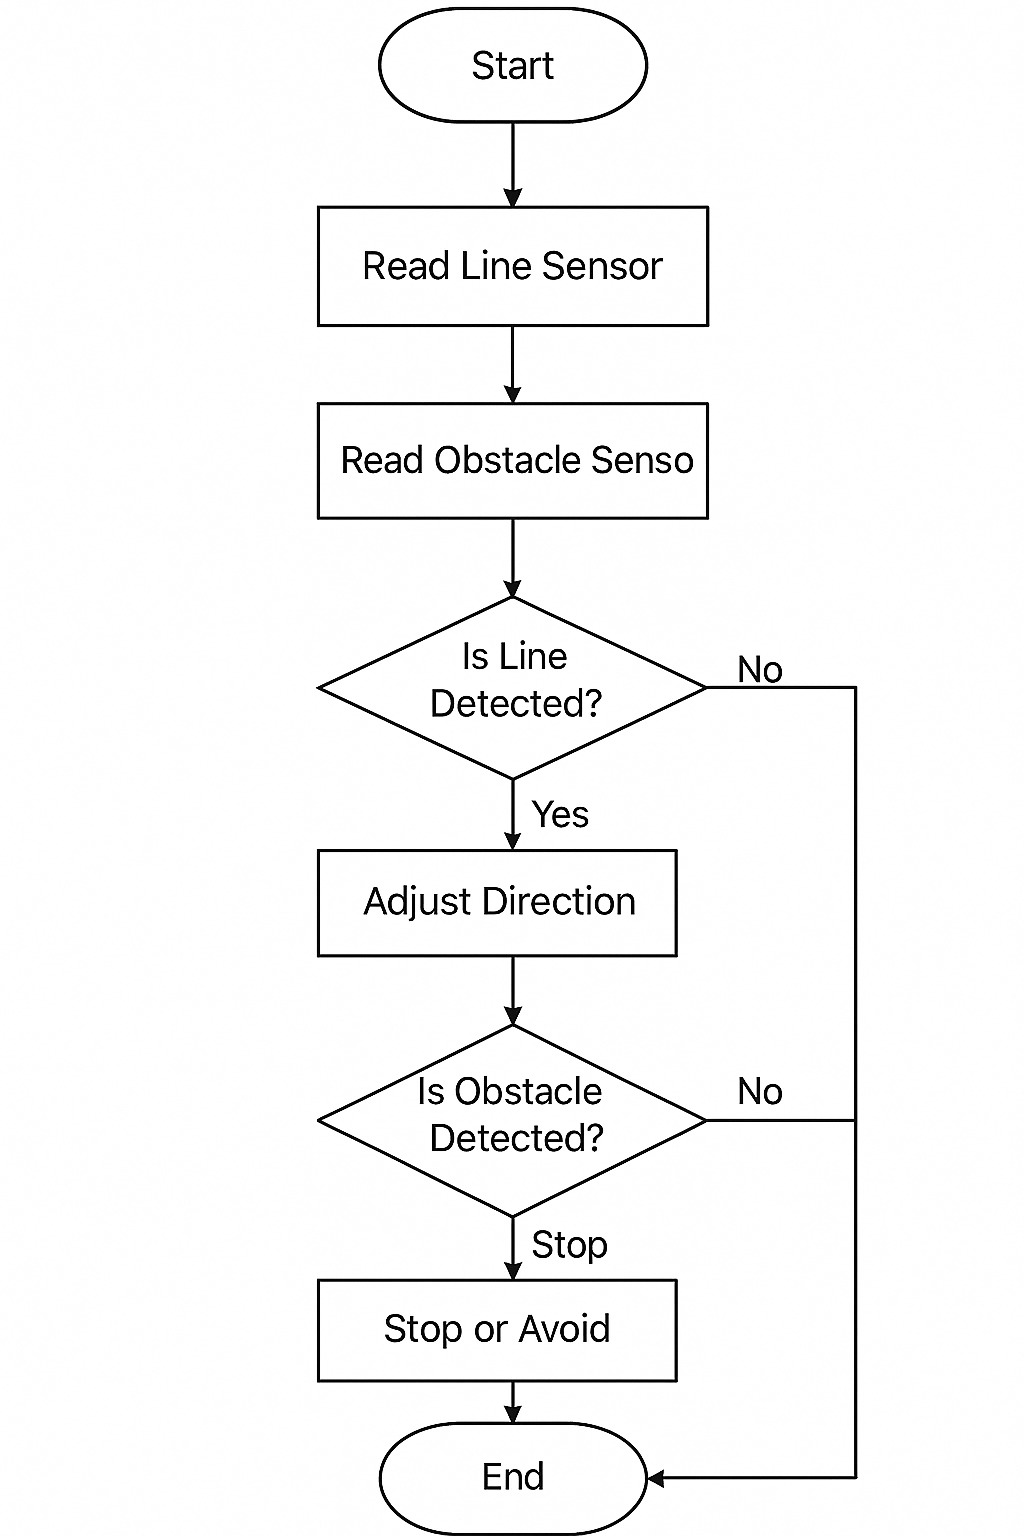 Start
Read Line Sensor
Read Obstacle Senso
Is Line
Detected?
No
Yes
Adjust Direction
Is Obstacle
Detected?
No
Stop
Stop or Avoid
End